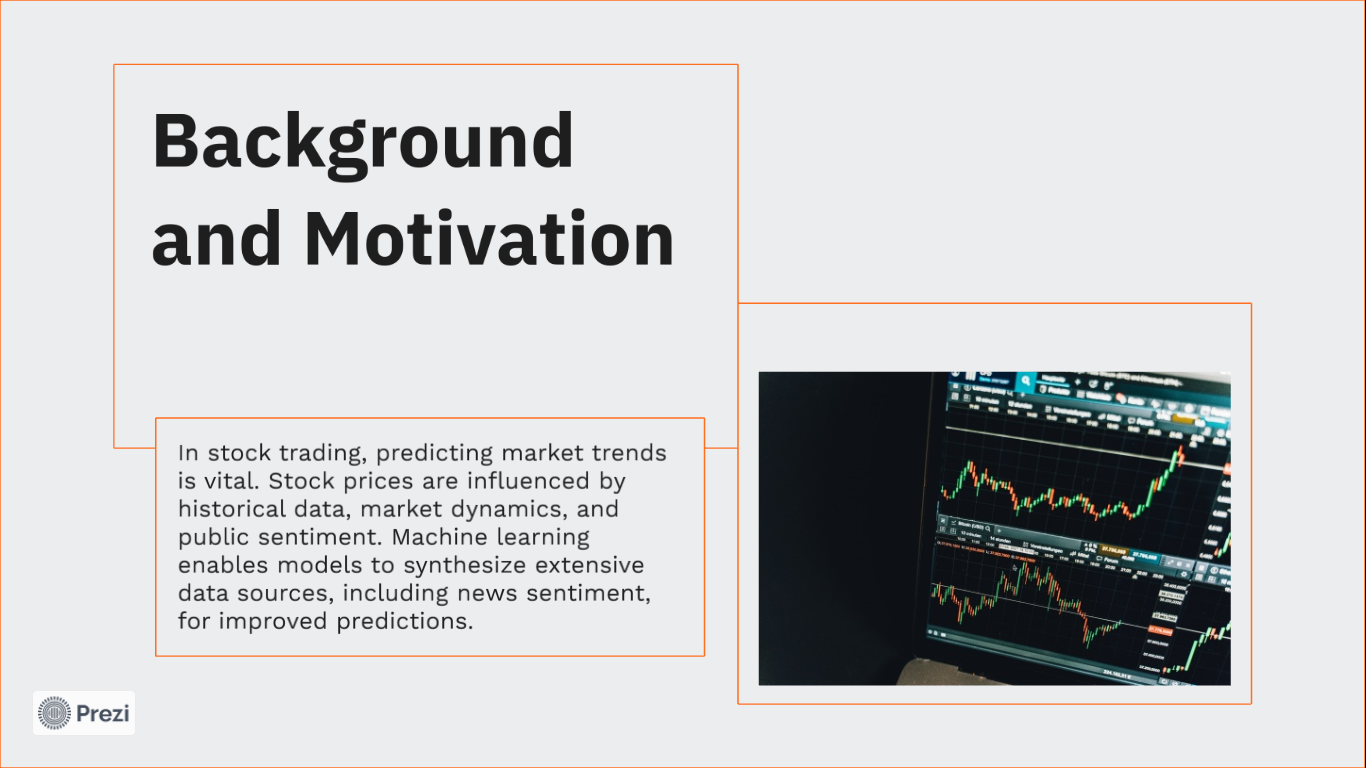 Background
and Motivation
In stock trading, predicting market trends
is vital. Stock prices are influenced by
historical data, market dynamics, and
public sentiment. Machine learning
enables models to synthesize extensive
data sources, including news sentiment,
for improved predictions.
Prezi